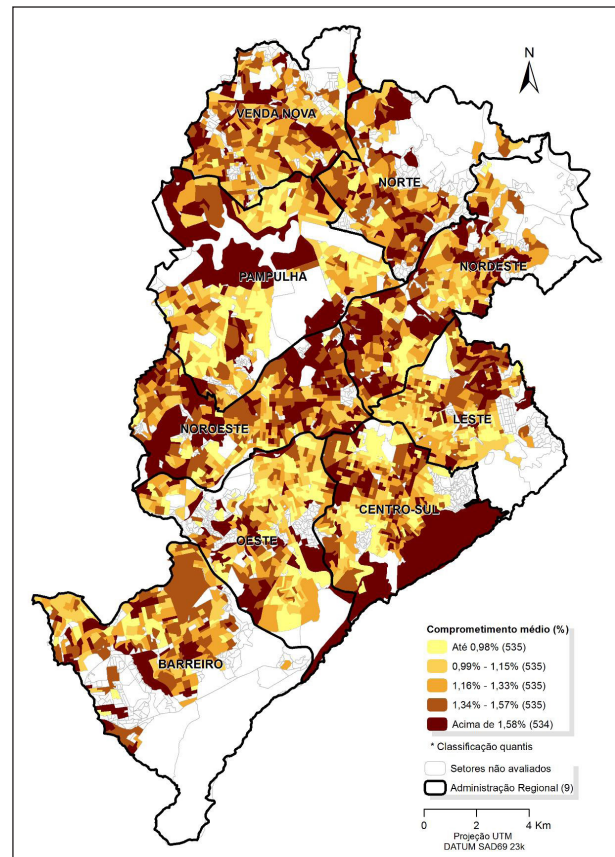 N
VENDA NOVA
NORTE
NORDESTE
PAMPULHA
LESTE
NOROESTE
CENTRO-SUL
OESTE
BARREIRO
Comprometimento médio (%)
Até 0,98% (535)
0,99% - 1,15% (535)
1,16% - 1,33% (535)
1,34% - 1,57% (535)
Acima de 1,58% (534)
* Classificação quantis
Setores não avaliados
Administração Regional (9)
0 2 4 Km
Projeção UTM
DATUM SAD69 23k